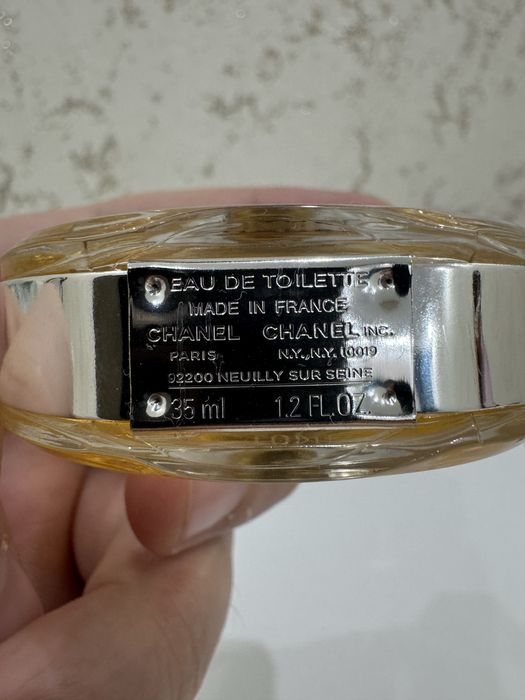 EAU DE TOILETTE
MADE IN FRANCE
CHANEL CHANEL INC.
PARIS N.Y., N.Y. 10019
92200 NEUILLY SUR SEINE
35 ml 1.2 FL.OZ.